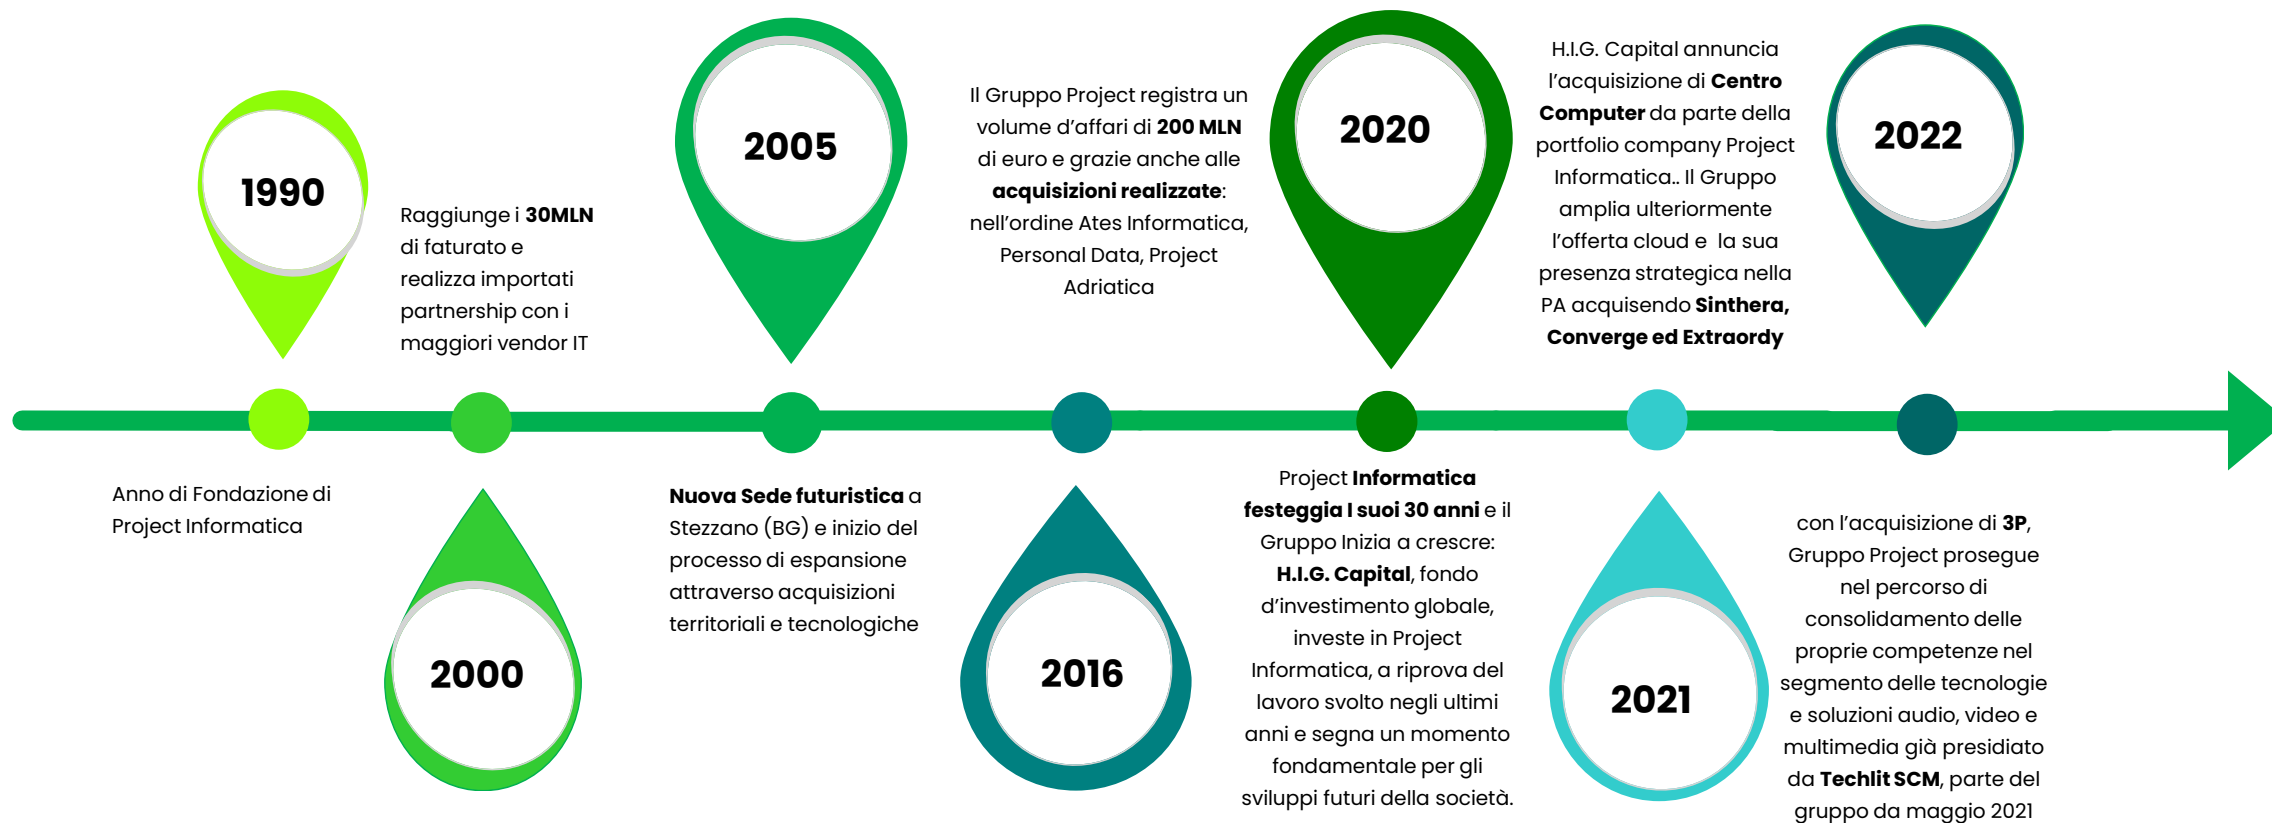 1990
Anno di Fondazione di
Project Informatica
Raggiunge i 30MLN
di faturato e
realizza importati
partnership con i
maggiori vendor IT
2000
2005
Nuova Sede futuristica a
Stezzano (BG) e inizio del
processo di espansione
attraverso acquisizioni
territoriali e tecnologiche
Il Gruppo Project registra un
volume d’affari di 200 MLN
di euro e grazie anche alle
acquisizioni realizzate:
nell’ordine Ates Informatica,
Personal Data, Project
Adriatica
2016
2020
Project Informatica
festeggia I suoi 30 anni e il
Gruppo Inizia a crescre:
H.I.G. Capital, fondo
d’investimento globale,
investe in Project
Informatica, a riprova del
lavoro svolto negli ultimi
anni e segna un momento
fondamentale per gli
sviluppi futuri della società.
H.I.G. Capital annuncia
l’acquisizione di Centro
Computer da parte della
portfolio company Project
Informatica.. Il Gruppo
amplia ulteriormente
l’offerta cloud e la sua
presenza strategica nella
PA acquisendo Sinthera,
Converge ed Extraordy
2021
2022
con l’acquisizione di 3P,
Gruppo Project prosegue
nel percorso di
consolidamento delle
proprie competenze nel
segmento delle tecnologie
e soluzioni audio, video e
multimedia già presidiato
da Techlit SCM, parte del
gruppo da maggio 2021